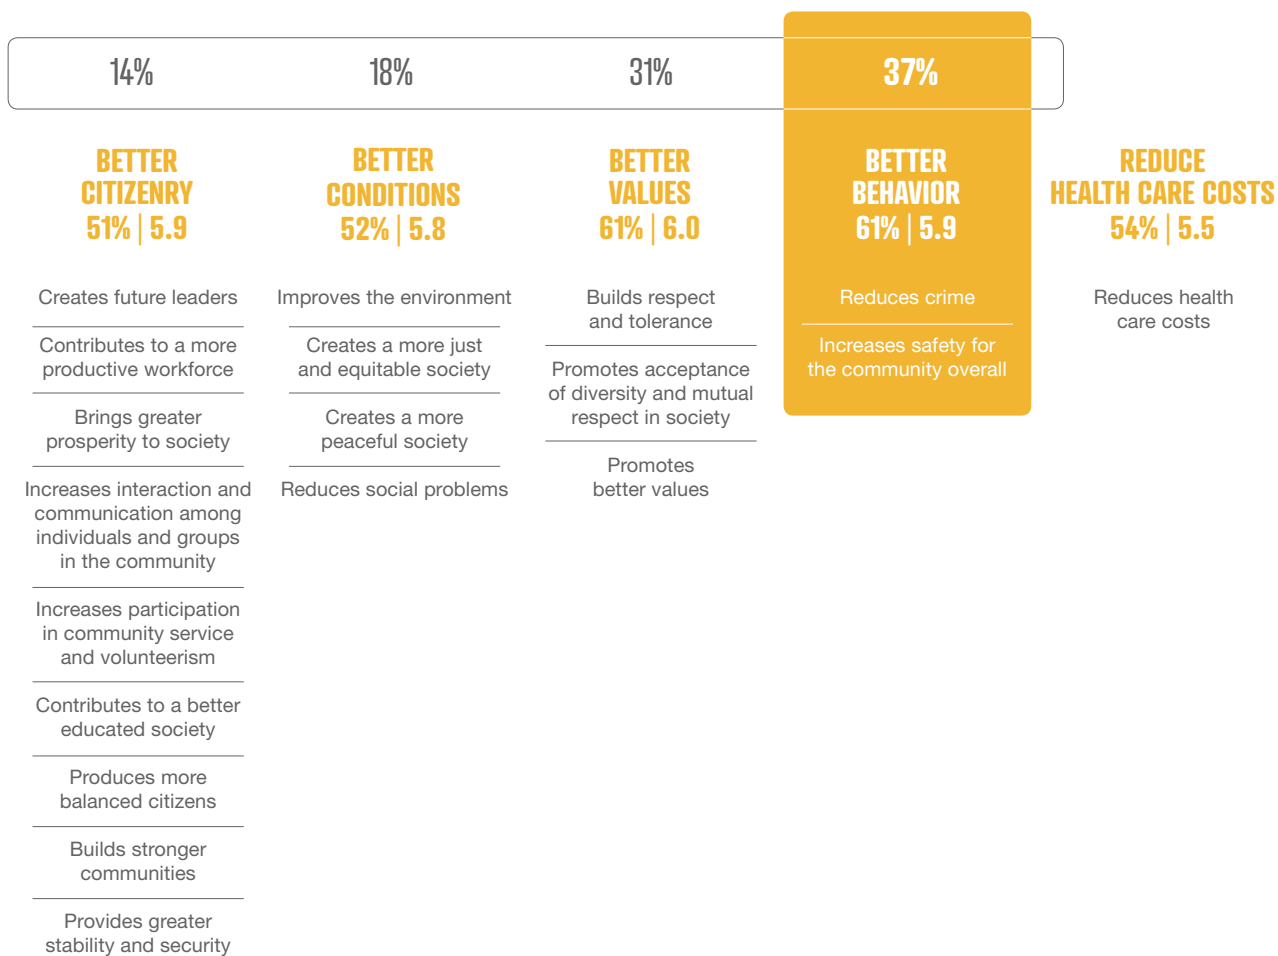 14%
18%
31%
37%
BETTER
CITIZENRY
51% | 5.9
Creates future leaders
Contributes to a more
productive workforce
Brings greater
prosperity to society
Increases interaction and
communication among
individuals and groups
in the community
Increases participation
in community service
and volunteerism
Contributes to a better
educated society
Produces more
balanced citizens
Builds stronger
communities
Provides greater
stability and security
BETTER
CONDITIONS
52% | 5.8
Improves the environment
Creates a more just
and equitable society
Creates a more
peaceful society
Reduces social problems
BETTER
VALUES
61% | 6.0
Builds respect
and tolerance
Promotes acceptance
of diversity and mutual
respect in society
Promotes
better values
BETTER
BEHAVIOR
61% | 5.9
Reduces crime
Increases safety for
the community overall
REDUCE
HEALTH CARE COSTS
54% | 5.5
Reduces health
care costs